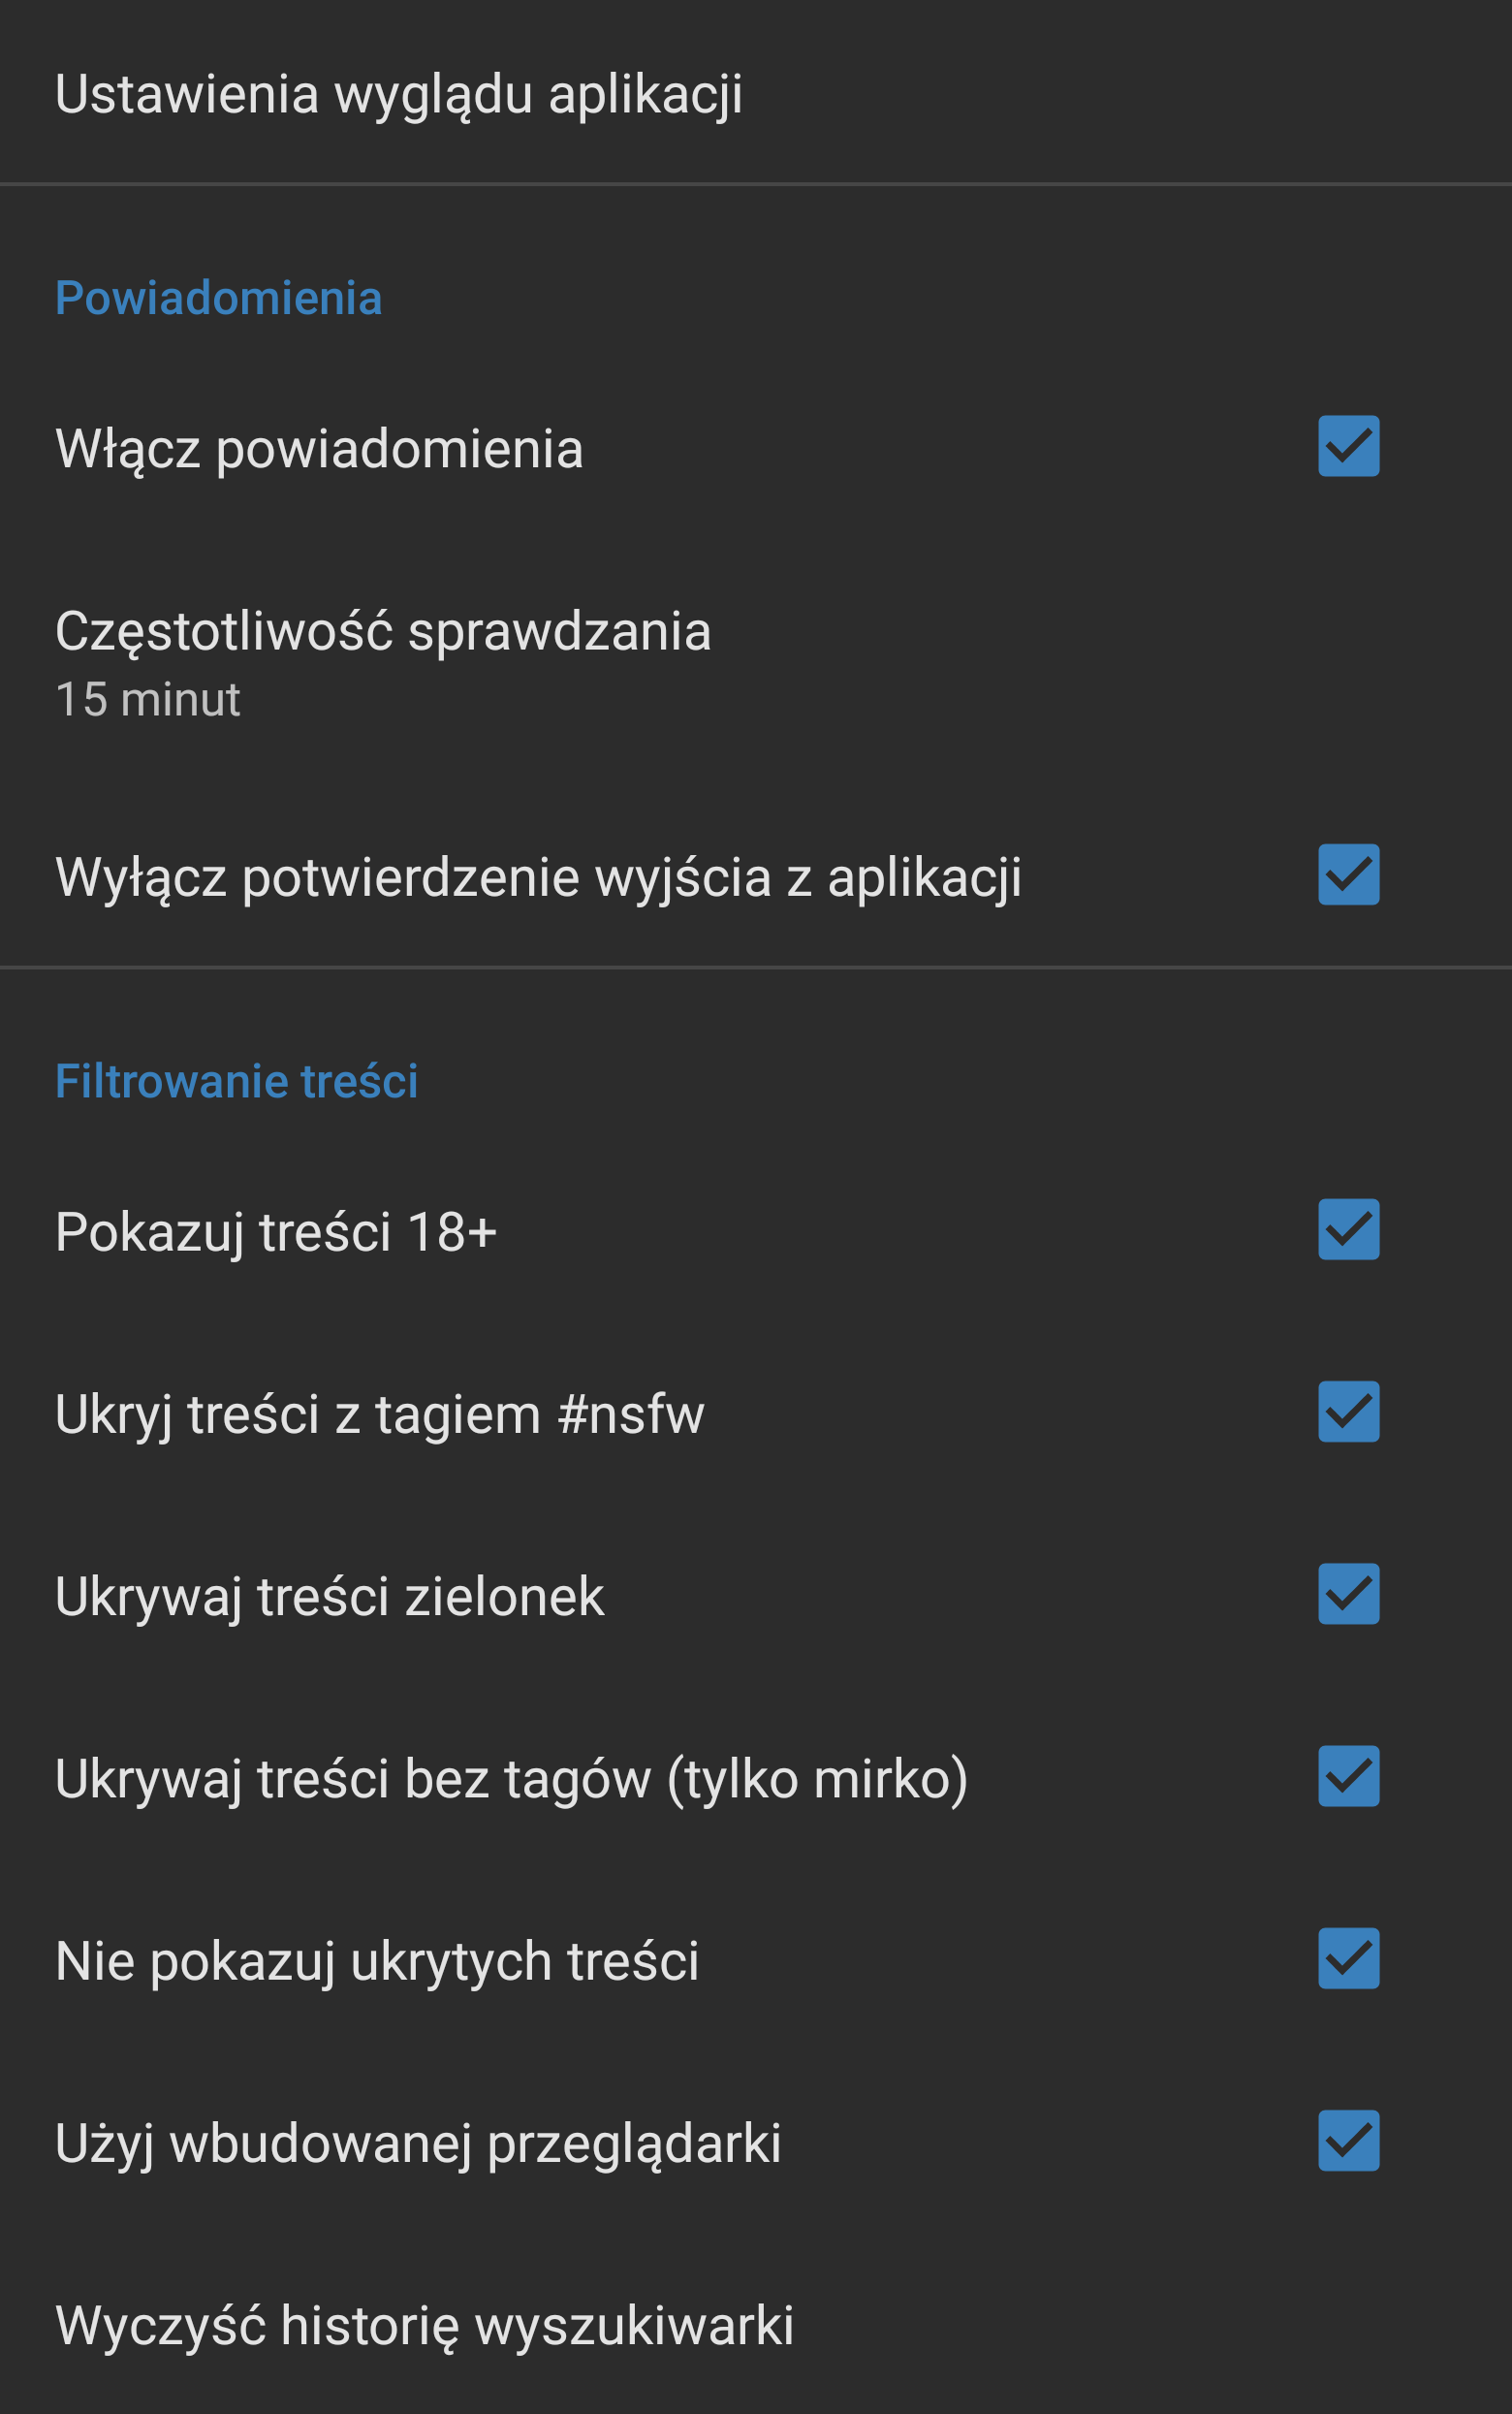 Ustawienia wyglądu aplikacji
Powiadomienia
Włącz powiadomienia
Częstotliwość sprawdzania
15 minut
Wyłącz potwierdzenie wyjścia z aplikacji
Filtrowanie treści
Pokazuj treści 18+
Ukryj treści z tagiem #nsfw
Ukrywaj treści zielonek
Ukrywaj treści bez tagów (tylko mirko)
Nie pokazuj ukrytych treści
Użyj wbudowanej przeglądarki
Wyczyść historię wyszukiwarki